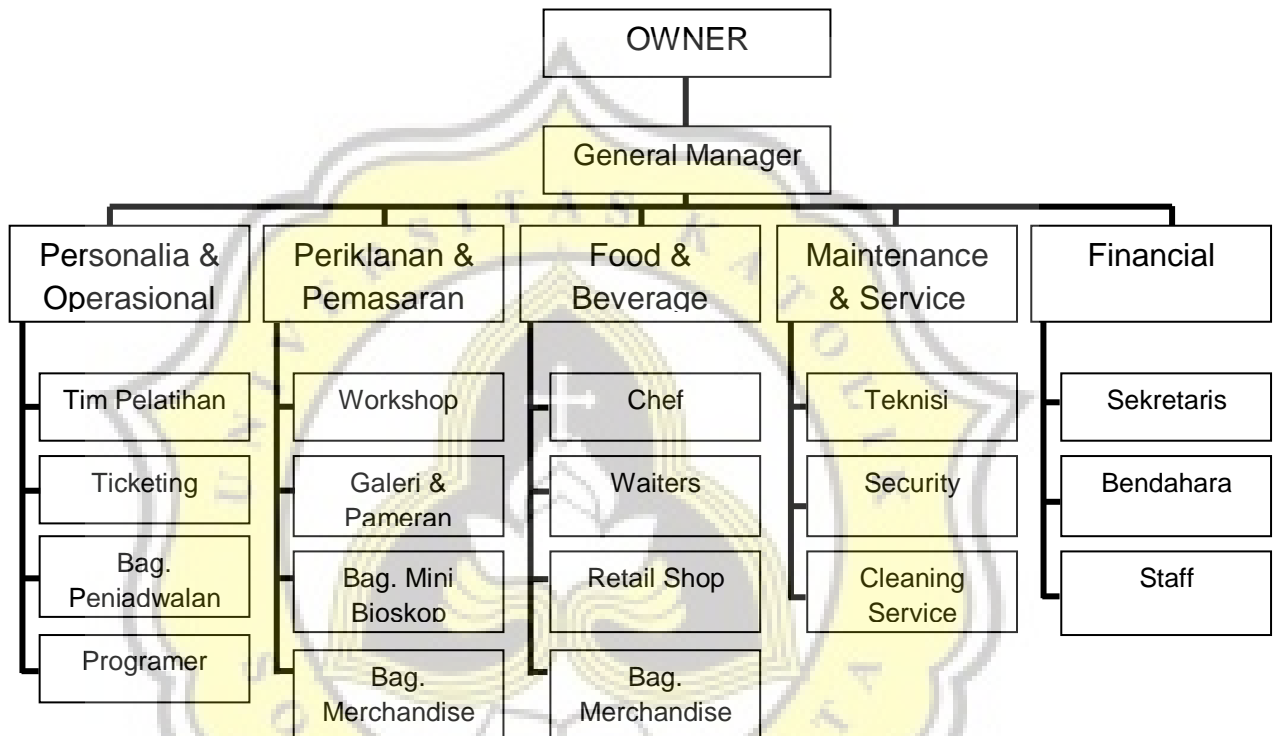 OWNER
General Manager
Personalia &
Operasional
Periklanan &
Pemasaran
Food &
Beverage
Maintenance
& Service
Financial
Tim Pelatihan
Ticketing
Bag.
Peniadwalan
Programer
Workshop
Galeri &
Pameran
Bag. Mini
Bioskop
Bag.
Merchandise
Chef
Waiters
Retail Shop
Bag.
Merchandise
Teknisi
Security
Cleaning
Service
Sekretaris
Bendahara
Staff